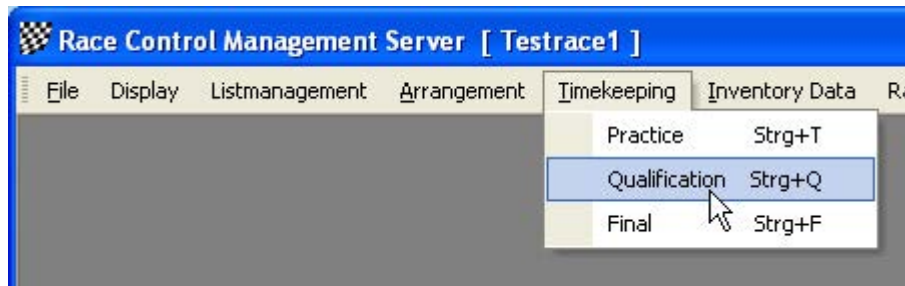 Race Control Management Server [ Testrace1 ]
File Display Listmanagement Arrangement Timekeeping Inventory Data
Practice Strg+T
Qualification Strg+Q
Final Strg+F